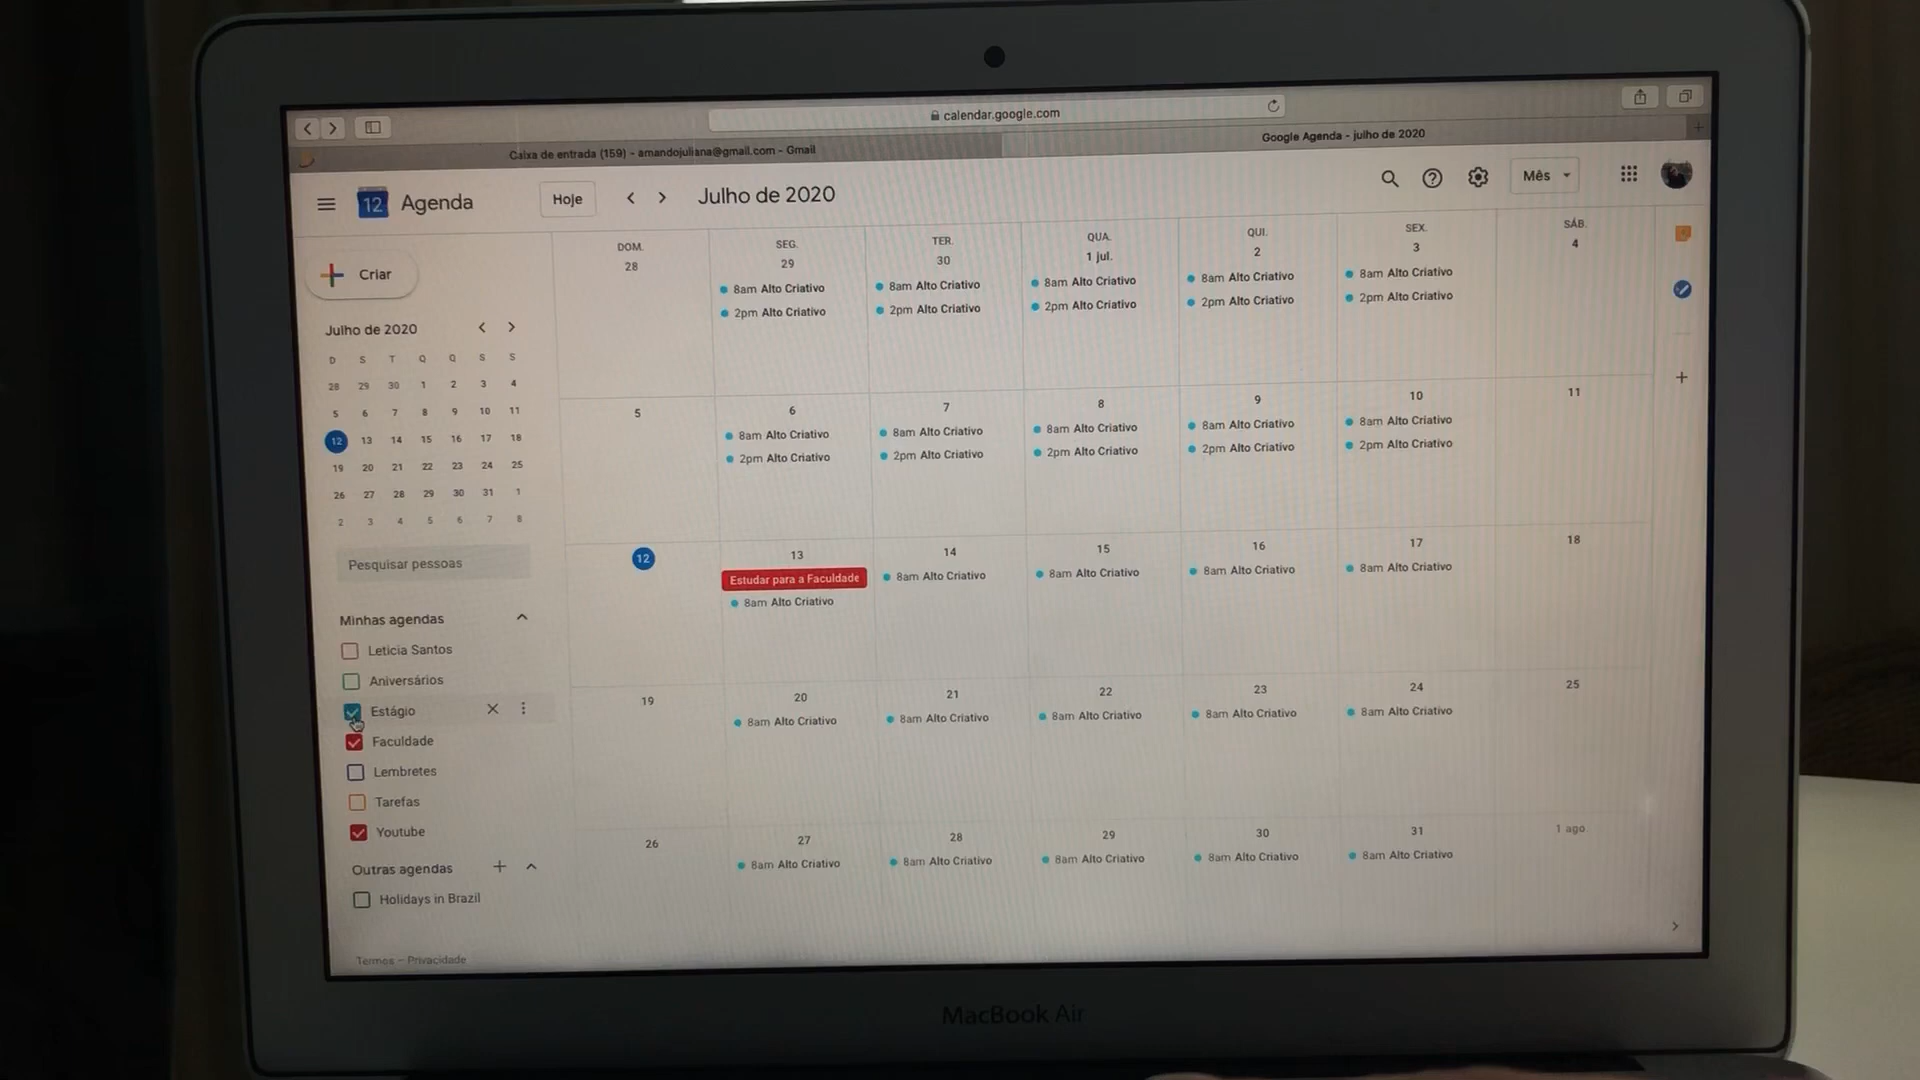 calendar.google.com
Caixa de entrada (159) - amandojuliana@gmail.com - Gmail
Google Agenda - julho de 2020
12 Agenda
Hoje
Julho de 2020
Mês
Criar
Julho de 2020
D S T Q Q S S
28 29 30 1 2 3 4
5 6 7 8 9 10 11
12 13 14 15 16 17 18
19 20 21 22 23 24 25
26 27 28 29 30 31 1
2 3 4 5 6 7 8
Pesquisar pessoas
Minhas agendas
Leticia Santos
Aniversários
Estágio
Faculdade
Lembretes
Tarefas
Youtube
Outras agendas
Holidays in Brazil
Termos – Privacidade
DOM. SEG. TER. QUA. QUI. SEX. SÁB.
28 29 30 1 jul. 2 3 4
8am Alto Criativo 8am Alto Criativo 8am Alto Criativo 8am Alto Criativo 8am Alto Criativo
2pm Alto Criativo 2pm Alto Criativo 2pm Alto Criativo 2pm Alto Criativo 2pm Alto Criativo
5 6 7 8 9 10 11
8am Alto Criativo 8am Alto Criativo 8am Alto Criativo 8am Alto Criativo 8am Alto Criativo
2pm Alto Criativo 2pm Alto Criativo 2pm Alto Criativo 2pm Alto Criativo 2pm Alto Criativo
12 13 14 15 16 17 18
Estudar para a Faculdade 8am Alto Criativo 8am Alto Criativo 8am Alto Criativo 8am Alto Criativo
8am Alto Criativo
19 20 21 22 23 24 25
8am Alto Criativo 8am Alto Criativo 8am Alto Criativo 8am Alto Criativo 8am Alto Criativo
26 27 28 29 30 31 1 ago
8am Alto Criativo 8am Alto Criativo 8am Alto Criativo 8am Alto Criativo 8am Alto Criativo
MacBook Air